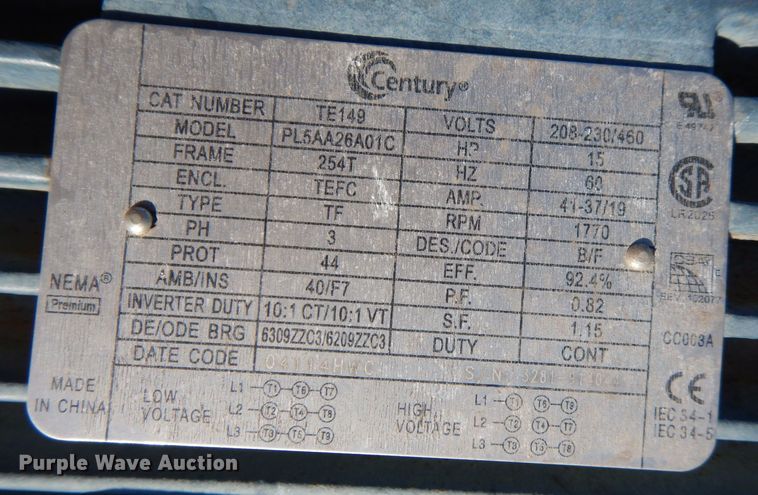 Century®
CAT NUMBER TE149 VOLTS 208-230/460
MODEL PL5AA26A01C HP 15
FRAME 254T HZ 60
ENCL. TEFC AMP 41-37/19
TYPE TF RPM 1770
PH 3 DES./CODE B/F
PROT 44 EFF. 92.4%
AMB/INS 40/F7 P.F. 0.82
INVERTER DUTY 10:1 CT/10:1 VT S.F. 1.15
DE/ODE BRG 6309ZZC3/6209ZZC3 DUTY CONT
DATE CODE
NEMA®
Premium
MADE
IN CHINA
LOW
VOLTAGE
L1 T1 T6 T7
L2 T2 T4 T8
L3 T3 T5 T9
HIGH
VOLTAGE
L1 T1 T6 T9
L2
L3
UL
SA
LR2025
CC008A
CE
IEC 34-1
IEC 34-5
Purple Wave Auction